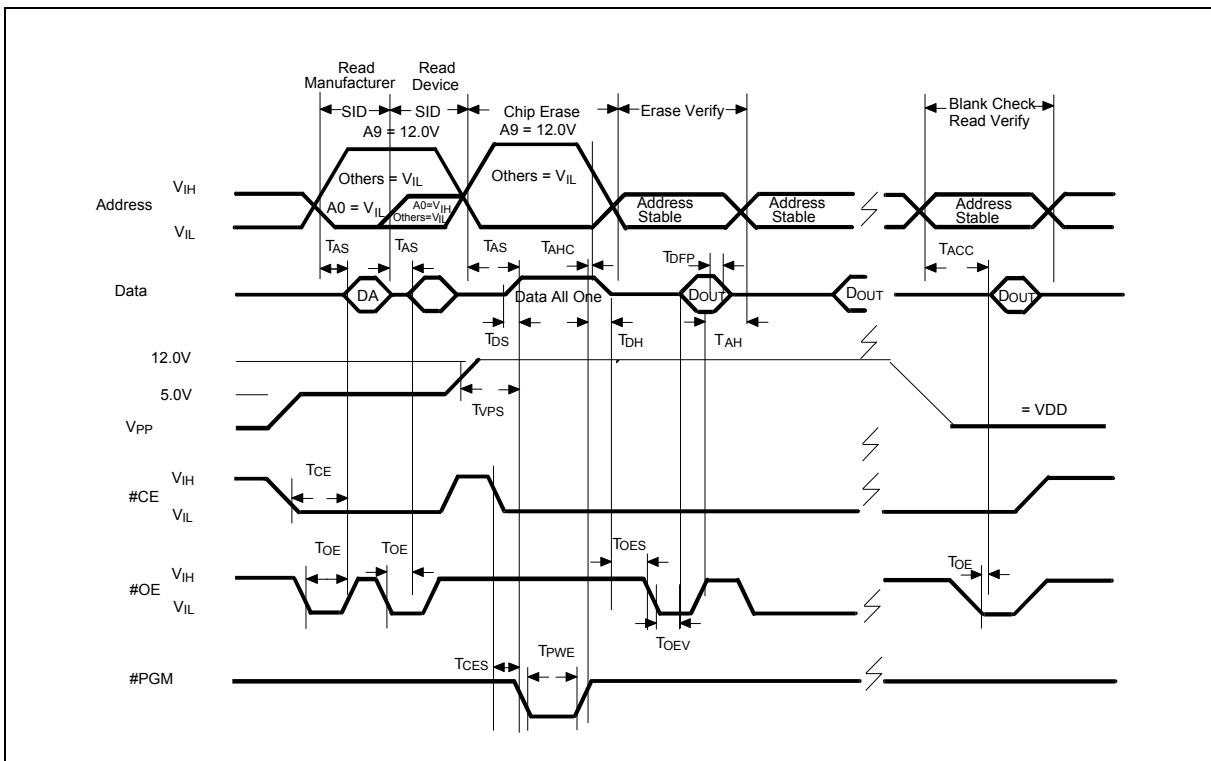 Read
Manufacturer
SID
Read
Device
SID
Chip Erase
A9 = 12.0V
A9 = 12.0V
Erase Verify
Blank Check
Read Verify
Others = VIL
Others = VIL
Address
VIH
VIL
A0 = VIL
A0=VIH
Others=VIL
Address
Stable
Address
Stable
Address
Stable
TAS
TAS
TAS
TAHC
TDFP
TACC
Data
DA
Data All One
DOUT
DOUT
DOUT
TDS
TDH
TAH
12.0V
5.0V
VPP
TVPS
= VDD
#CE
VIH
VIL
TCE
#OE
VIH
VIL
TOE
TOE
TOES
TOE
TOEV
#PGM
TCES
TPWE